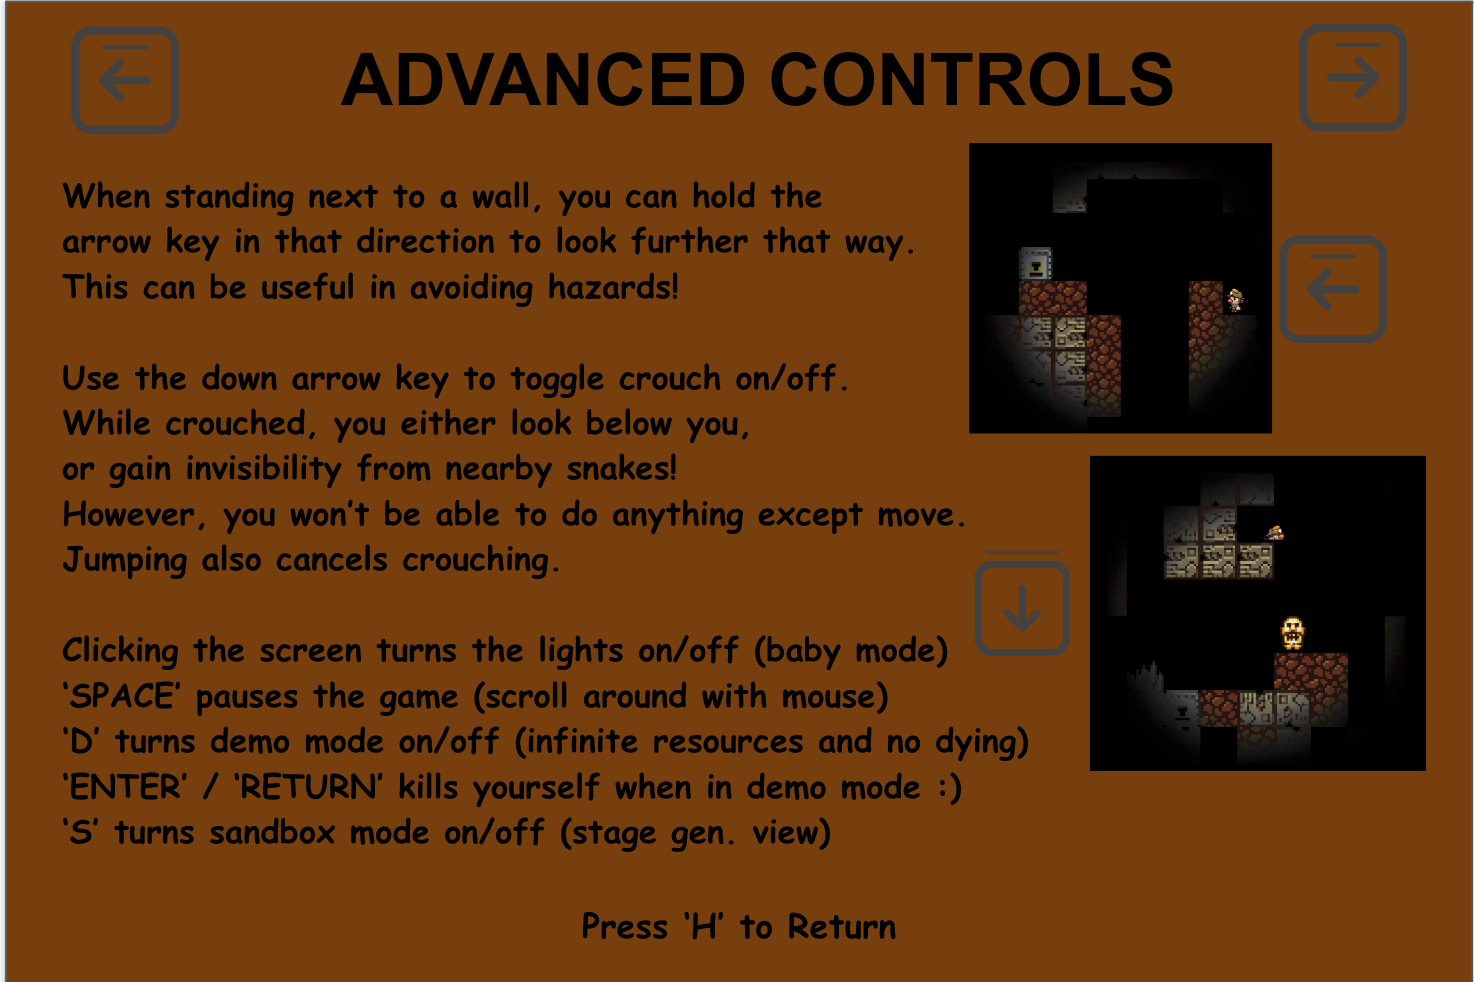 ADVANCED CONTROLS
When standing next to a wall, you can hold the
arrow key in that direction to look further that way.
This can be useful in avoiding hazards!
Use the down arrow key to toggle crouch on/off.
While crouched, you either look below you,
or gain invisibility from nearby snakes!
However, you won’t be able to do anything except move.
Jumping also cancels crouching.
Clicking the screen turns the lights on/off (baby mode)
‘SPACE’ pauses the game (scroll around with mouse)
‘D’ turns demo mode on/off (infinite resources and no dying)
‘ENTER’ / ‘RETURN’ kills yourself when in demo mode :)
‘S’ turns sandbox mode on/off (stage gen. view)
Press ‘H’ to Return